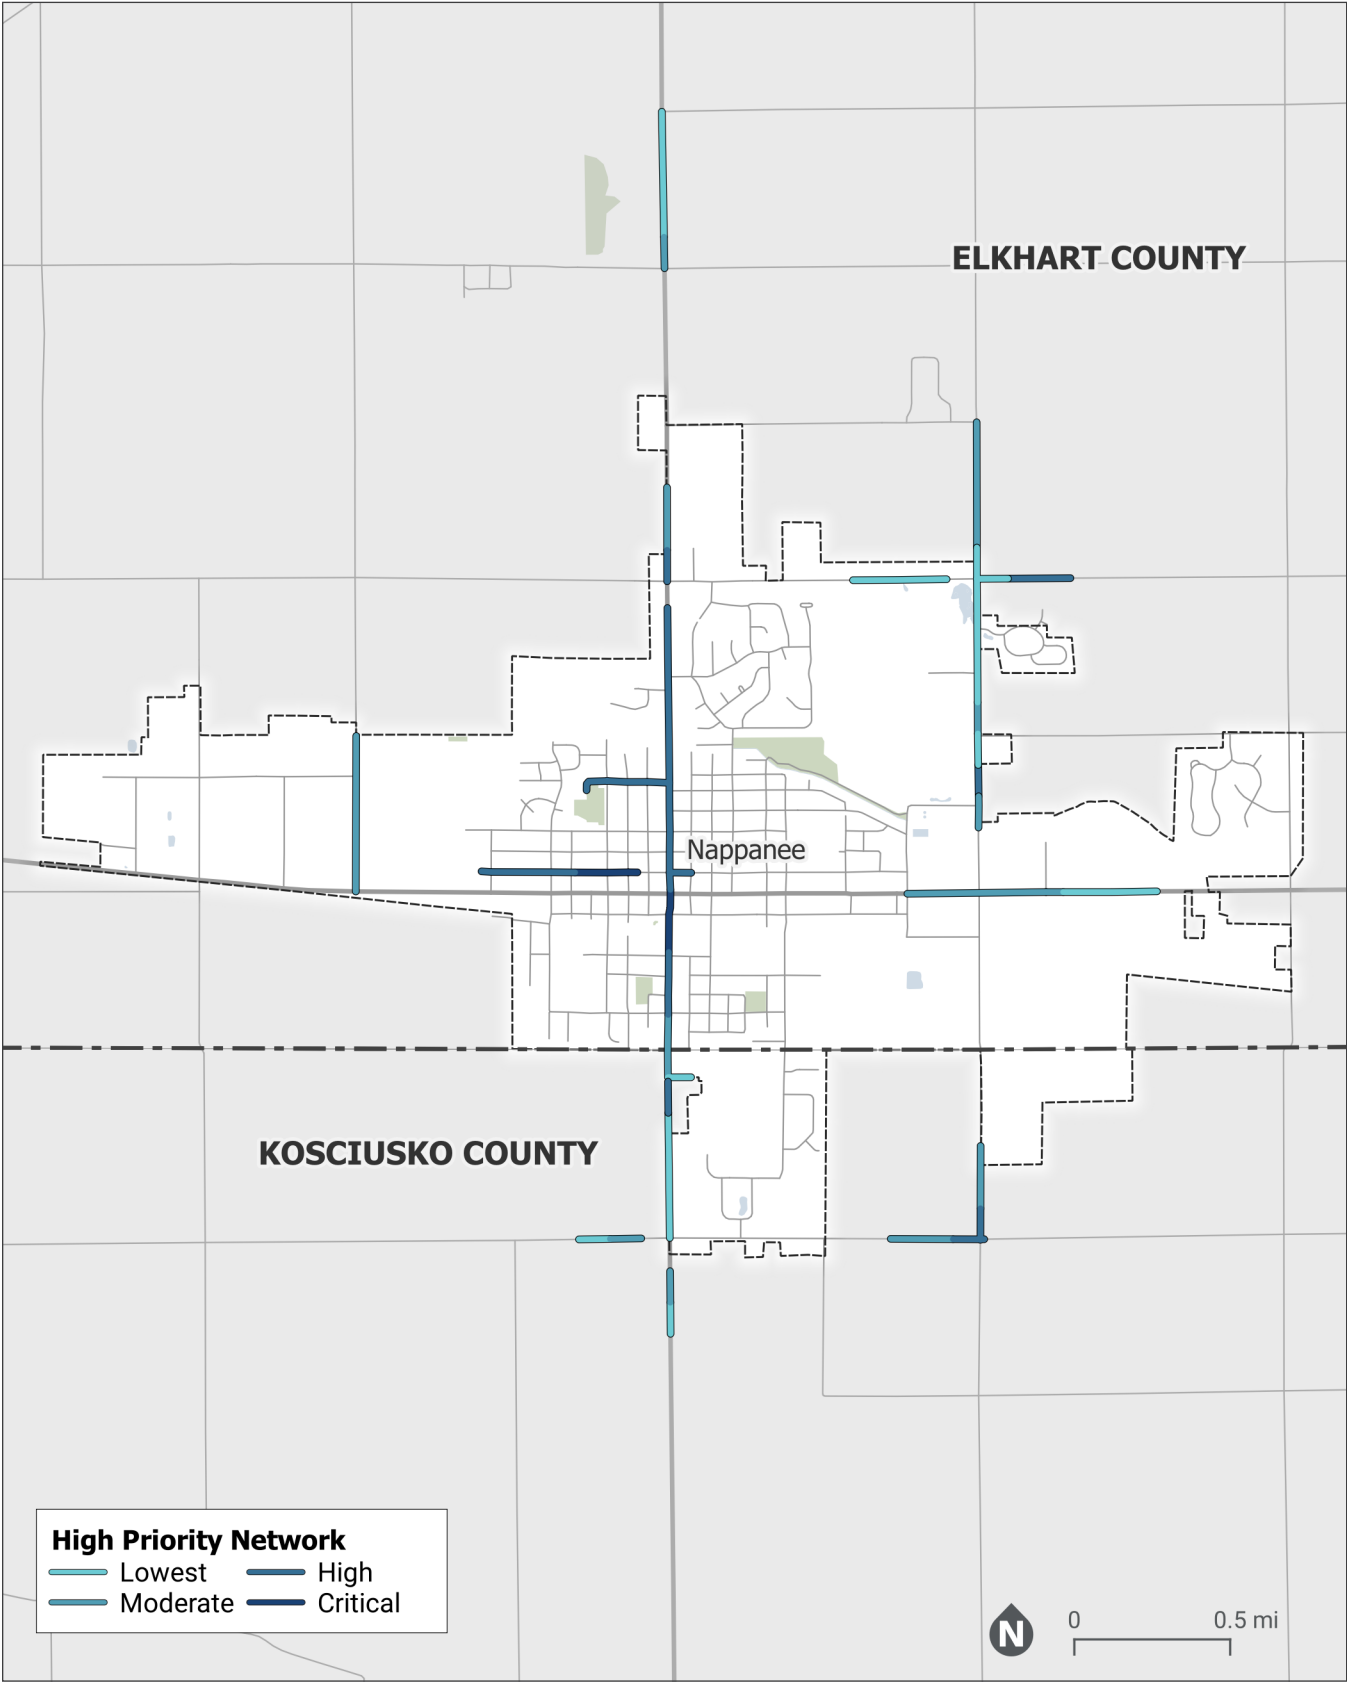 ELKHART COUNTY
Nappanee
KOSCIUSKO COUNTY
High Priority Network
Lowest
High
Moderate
Critical
N
0
0.5 mi